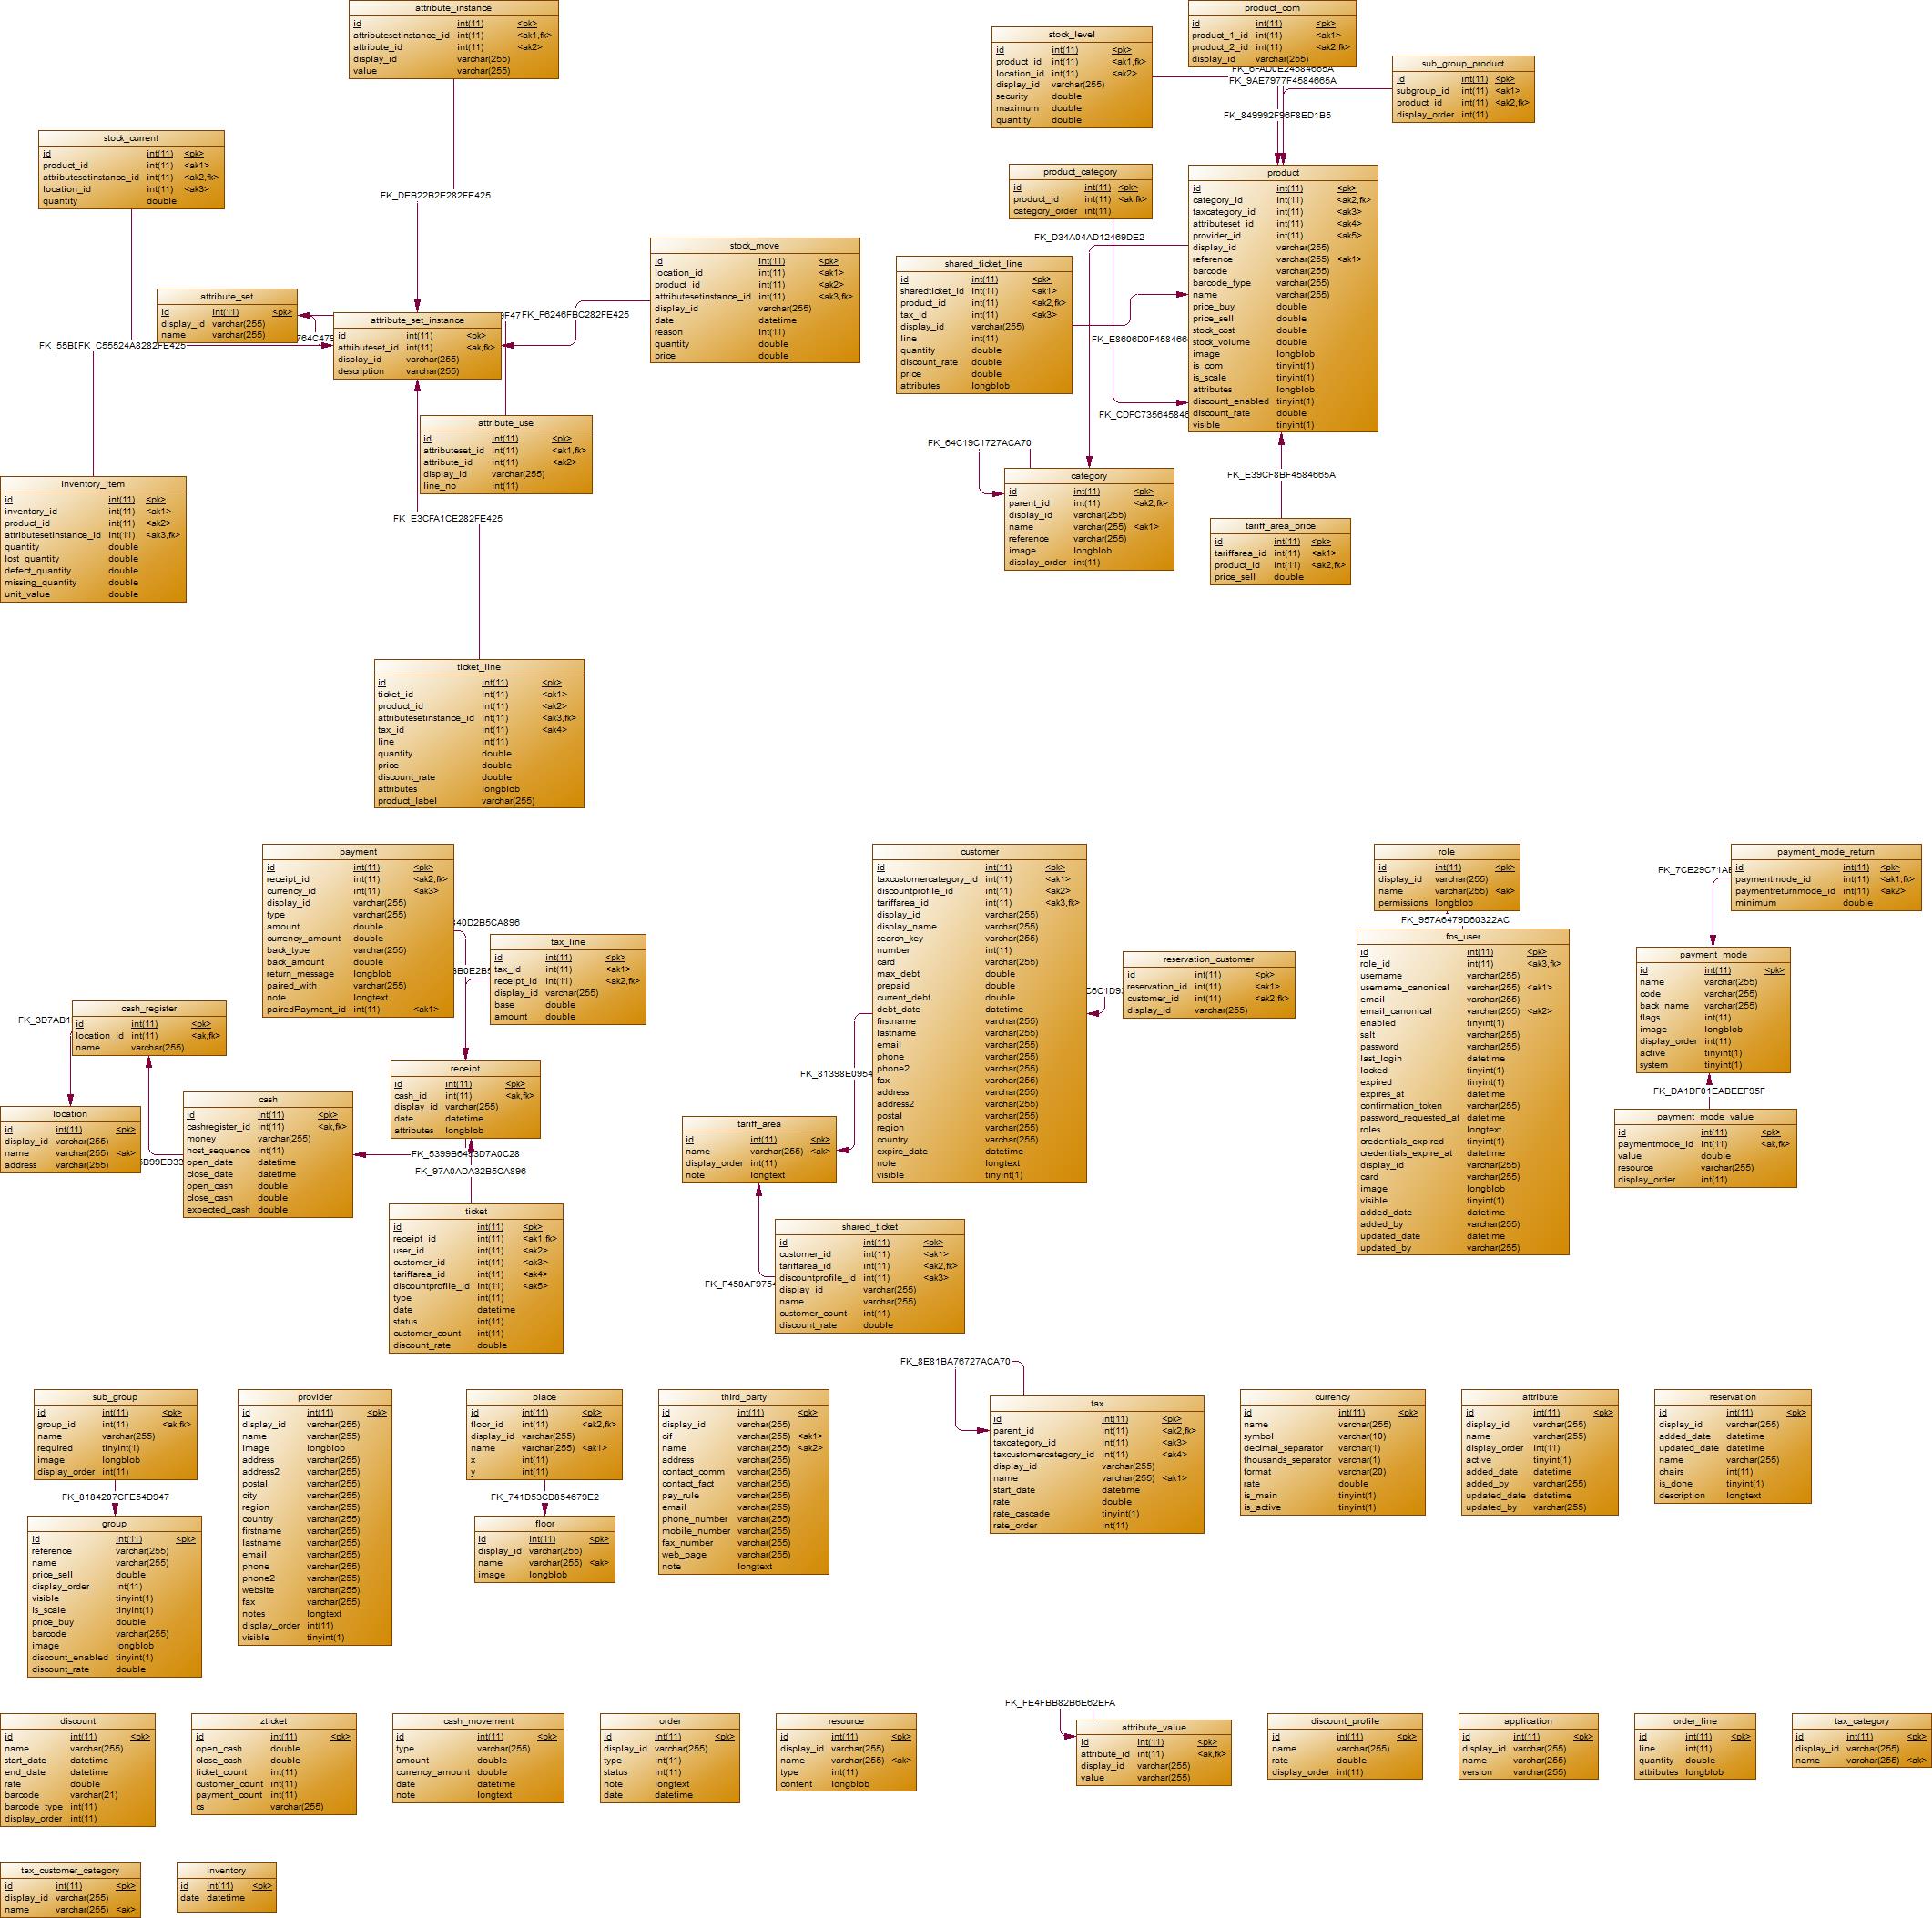 attribute_instance
id int(11) <pk>
attributesetinstance_id int(11) <ak1,fk>
attribute_id int(11) <ak2>
display_id varchar(255)
value varchar(255)
product_com
id int(11) <pk>
product_1_id int(11) <ak1>
product_2_id int(11) <ak2,fk>
display_id varchar(255)
stock_level
id int(11) <pk>
product_id int(11) <ak1,fk>
location_id int(11) <ak2>
display_id varchar(255)
security double
maximum double
quantity double
sub_group_product
id int(11) <pk>
subgroup_id int(11) <ak1>
product_id int(11) <ak2,fk>
display_order int(11)
FK_6FAD0E24584665A
FK_9AE7977F4584665A
FK_849992F96F8ED1B5
stock_current
id int(11) <pk>
product_id int(11) <ak1>
attributesetinstance_id int(11) <ak2,fk>
location_id int(11) <ak3>
quantity double
FK_DEB22B2E282FE425
product_category
id int(11) <pk>
product_id int(11) <ak,fk>
category_order int(11)
product
id int(11) <pk>
category_id int(11) <ak2,fk>
taxcategory_id int(11) <ak3>
attributeset_id int(11) <ak4>
provider_id int(11) <ak5>
display_id varchar(255)
reference varchar(255) <ak1>
barcode varchar(255)
barcode_type varchar(255)
name varchar(255)
price_buy double
price_sell double
stock_cost double
stock_volume double
image longblob
is_com tinyint(1)
is_scale tinyint(1)
attributes longblob
discount_enabled tinyint(1)
discount_rate double
visible tinyint(1)
FK_D34A04AD12469DE2
stock_move
id int(11) <pk>
location_id int(11) <ak1>
product_id int(11) <ak2>
attributesetinstance_id int(11) <ak3,fk>
display_id varchar(255)
date datetime
reason int(11)
quantity double
price double
shared_ticket_line
id int(11) <pk>
sharedticket_id int(11) <ak1>
product_id int(11) <ak2,fk>
tax_id int(11) <ak3>
display_id varchar(255)
line int(11)
quantity double
discount_rate double
price double
attributes longblob
attribute_set
id int(11) <pk>
display_id varchar(255)
name varchar(255)
attribute_set_instance
id int(11) <pk>
attributeset_id int(11) <ak,fk>
display_id varchar(255)
description varchar(255)
9F47
FK_F6246FBC282FE425
764C479
FK_55BD
FK_C55524A8282FE425
FK_E8606D0F458466
FK_CDFC735645846
attribute_use
id int(11) <pk>
attributeset_id int(11) <ak1,fk>
attribute_id int(11) <ak2>
display_id varchar(255)
line_no int(11)
FK_64C19C1727ACA70
category
id int(11) <pk>
parent_id int(11) <ak2,fk>
display_id varchar(255)
name varchar(255) <ak1>
reference varchar(255)
image longblob
display_order int(11)
FK_E39CF8BF4584665A
tariff_area_price
id int(11) <pk>
tariffarea_id int(11) <ak1>
product_id int(11) <ak2,fk>
price_sell double
inventory_item
id int(11) <pk>
inventory_id int(11) <ak1>
product_id int(11) <ak2>
attributesetinstance_id int(11) <ak3,fk>
quantity double
lost_quantity double
defect_quantity double
missing_quantity double
unit_value double
FK_E3CFA1CE282FE425
ticket_line
id int(11) <pk>
ticket_id int(11) <ak1>
product_id int(11) <ak2>
attributesetinstance_id int(11) <ak3,fk>
tax_id int(11) <ak4>
line int(11)
quantity double
price double
discount_rate double
attributes longblob
product_label varchar(255)
payment
id int(11) <pk>
receipt_id int(11) <ak2,fk>
currency_id int(11) <ak3>
display_id varchar(255)
type varchar(255)
amount double
currency_amount double
back_type varchar(255)
back_amount double
return_message longblob
paired_with varchar(255)
note longtext
pairedPayment_id int(11) <ak1>
tax_line
id int(11) <pk>
tax_id int(11) <ak1>
receipt_id int(11) <ak2,fk>
display_id varchar(255)
base double
amount double
customer
id int(11) <pk>
taxcustomercategory_id int(11) <ak1>
discountprofile_id int(11) <ak2>
tariffarea_id int(11) <ak3,fk>
display_id varchar(255)
display_name varchar(255)
search_key varchar(255)
number int(11)
card varchar(255)
max_debt double
prepaid double
current_debt double
debt_date datetime
firstname varchar(255)
lastname varchar(255)
email varchar(255)
phone varchar(255)
phone2 varchar(255)
fax varchar(255)
address varchar(255)
address2 varchar(255)
postal varchar(255)
region varchar(255)
country varchar(255)
expire_date datetime
note longtext
visible tinyint(1)
reservation_customer
id int(11) <pk>
reservation_id int(11) <ak1>
customer_id int(11) <ak2,fk>
display_id varchar(255)
role
id int(11) <pk>
display_id varchar(255)
name varchar(255) <ak>
permissions longblob
FK_957A6479D60322AC
fos_user
id int(11) <pk>
role_id int(11) <ak3,fk>
username varchar(255)
username_canonical varchar(255) <ak1>
email varchar(255)
email_canonical varchar(255) <ak2>
enabled tinyint(1)
salt varchar(255)
password varchar(255)
last_login datetime
locked tinyint(1)
expired tinyint(1)
expires_at datetime
confirmation_token varchar(255)
password_requested_at datetime
roles longtext
credentials_expired tinyint(1)
credentials_expire_at datetime
display_id varchar(255)
card varchar(255)
image longblob
visible tinyint(1)
added_date datetime
added_by varchar(255)
updated_date datetime
updated_by varchar(255)
payment_mode_return
id int(11) <pk>
paymentmode_id int(11) <ak1,fk>
paymentreturnmode_id int(11) <ak2>
minimum double
payment_mode
id int(11) <pk>
name varchar(255)
code varchar(255)
back_name varchar(255)
flags int(11)
image longblob
display_order int(11)
active tinyint(1)
system tinyint(1)
FK_DA1DF01EABEEF95F
payment_mode_value
id int(11) <pk>
paymentmode_id int(11) <ak,fk>
value double
resource varchar(255)
display_order int(11)
FK_3D7AB1
cash_register
id int(11) <pk>
location_id int(11) <ak,fk>
name varchar(255)
location
id int(11) <pk>
display_id varchar(255)
name varchar(255) <ak>
address varchar(255)
cash
id int(11) <pk>
cashregister_id int(11) <ak,fk>
money varchar(255)
host_sequence int(11)
open_date datetime
close_date datetime
open_cash double
close_cash double
expected_cash double
receipt
id int(11) <pk>
cash_id int(11) <ak,fk>
display_id varchar(255)
date datetime
attributes longblob
FK_5399B6453D7A0C28
FK_97A0ADA32B5CA896
ticket
id int(11) <pk>
receipt_id int(11) <ak1,fk>
user_id int(11) <ak2>
customer_id int(11) <ak3>
tariffarea_id int(11) <ak4>
discountprofile_id int(11) <ak5>
type int(11)
date datetime
status int(11)
customer_count int(11)
discount_rate double
FK_81398E0954
tariff_area
id int(11) <pk>
name varchar(255) <ak>
display_order int(11)
note longtext
FK_F458AF9754
shared_ticket
id int(11) <pk>
customer_id int(11) <ak1>
tariffarea_id int(11) <ak2,fk>
discountprofile_id int(11) <ak3>
display_id varchar(255)
name varchar(255)
customer_count int(11)
discount_rate double
sub_group
id int(11) <pk>
group_id int(11) <ak,fk>
name varchar(255)
required tinyint(1)
image longblob
display_order int(11)
FK_8184207CFE54D947
group
id int(11) <pk>
reference varchar(255)
name varchar(255)
price_sell double
display_order int(11)
visible tinyint(1)
is_scale tinyint(1)
price_buy double
barcode varchar(255)
image longblob
discount_enabled tinyint(1)
discount_rate double
provider
id int(11) <pk>
display_id varchar(255)
name varchar(255)
image longblob
address varchar(255)
address2 varchar(255)
postal varchar(255)
city varchar(255)
region varchar(255)
country varchar(255)
firstname varchar(255)
lastname varchar(255)
email varchar(255)
phone varchar(255)
phone2 varchar(255)
website varchar(255)
fax varchar(255)
notes longtext
display_order int(11)
visible tinyint(1)
place
id int(11) <pk>
floor_id int(11) <ak2,fk>
display_id varchar(255)
name varchar(255) <ak1>
x int(11)
y int(11)
FK_741D53CD854679E2
floor
id int(11) <pk>
display_id varchar(255)
name varchar(255) <ak>
image longblob
third_party
id int(11) <pk>
display_id varchar(255)
cif varchar(255) <ak1>
name varchar(255) <ak2>
address varchar(255)
contact_comm varchar(255)
contact_fact varchar(255)
pay_rule varchar(255)
email varchar(255)
phone_number varchar(255)
mobile_number varchar(255)
fax_number varchar(255)
web_page varchar(255)
note longtext
FK_8E81BA76727ACA70
tax
id int(11) <pk>
parent_id int(11) <ak2,fk>
taxcategory_id int(11) <ak3>
taxcustomercategory_id int(11) <ak4>
display_id varchar(255)
name varchar(255) <ak1>
start_date datetime
rate double
rate_cascade tinyint(1)
rate_order int(11)
currency
id int(11) <pk>
name varchar(255)
symbol varchar(10)
decimal_separator varchar(1)
thousands_separator varchar(1)
format varchar(20)
rate double
is_main tinyint(1)
is_active tinyint(1)
attribute
id int(11) <pk>
display_id varchar(255)
name varchar(255)
display_order int(11)
active tinyint(1)
added_date datetime
added_by varchar(255)
updated_date datetime
updated_by varchar(255)
reservation
id int(11) <pk>
display_id varchar(255)
added_date datetime
updated_date datetime
name varchar(255)
chairs int(11)
is_done tinyint(1)
description longtext
discount
id int(11) <pk>
name varchar(255)
start_date datetime
end_date datetime
rate double
barcode varchar(21)
barcode_type int(11)
display_order int(11)
zticket
id int(11) <pk>
open_cash double
close_cash double
ticket_count int(11)
customer_count int(11)
payment_count int(11)
cs varchar(255)
cash_movement
id int(11) <pk>
type varchar(255)
amount double
currency_amount double
date datetime
note longtext
order
id int(11) <pk>
display_id varchar(255)
type int(11)
status int(11)
note longtext
date datetime
resource
id int(11) <pk>
display_id varchar(255)
name varchar(255) <ak>
type int(11)
content longblob
FK_FE4FBB82B6E62EFA
attribute_value
id int(11) <pk>
attribute_id int(11) <ak,fk>
display_id varchar(255)
value varchar(255)
discount_profile
id int(11) <pk>
name varchar(255)
rate double
display_order int(11)
application
id int(11) <pk>
display_id varchar(255)
name varchar(255)
version varchar(255)
order_line
id int(11) <pk>
line int(11)
quantity double
attributes longblob
tax_category
id int(11) <pk>
display_id varchar(255)
name varchar(255) <ak>
tax_customer_category
id int(11) <pk>
display_id varchar(255)
name varchar(255) <ak>
inventory
id int(11) <pk>
date datetime